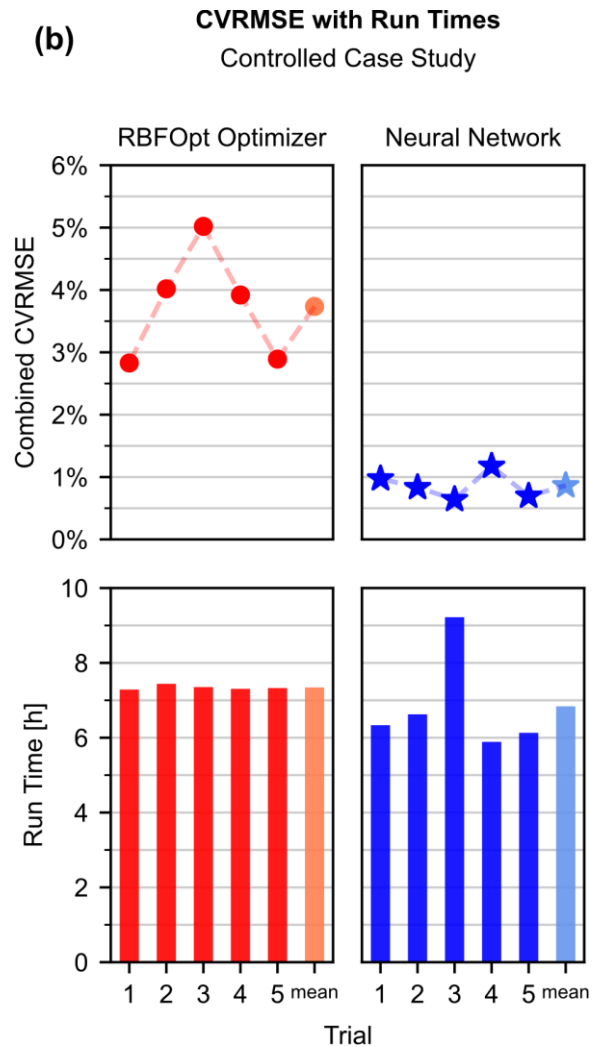 (b)
CVRMSE with Run Times
Controlled Case Study
RBFOpt Optimizer
Neural Network
Combined CVRMSE
6%
5%
4%
3%
2%
1%
0%
Run Time [h]
10
8
6
4
2
0
1 2 3 4 5 mean
1 2 3 4 5 mean
Trial